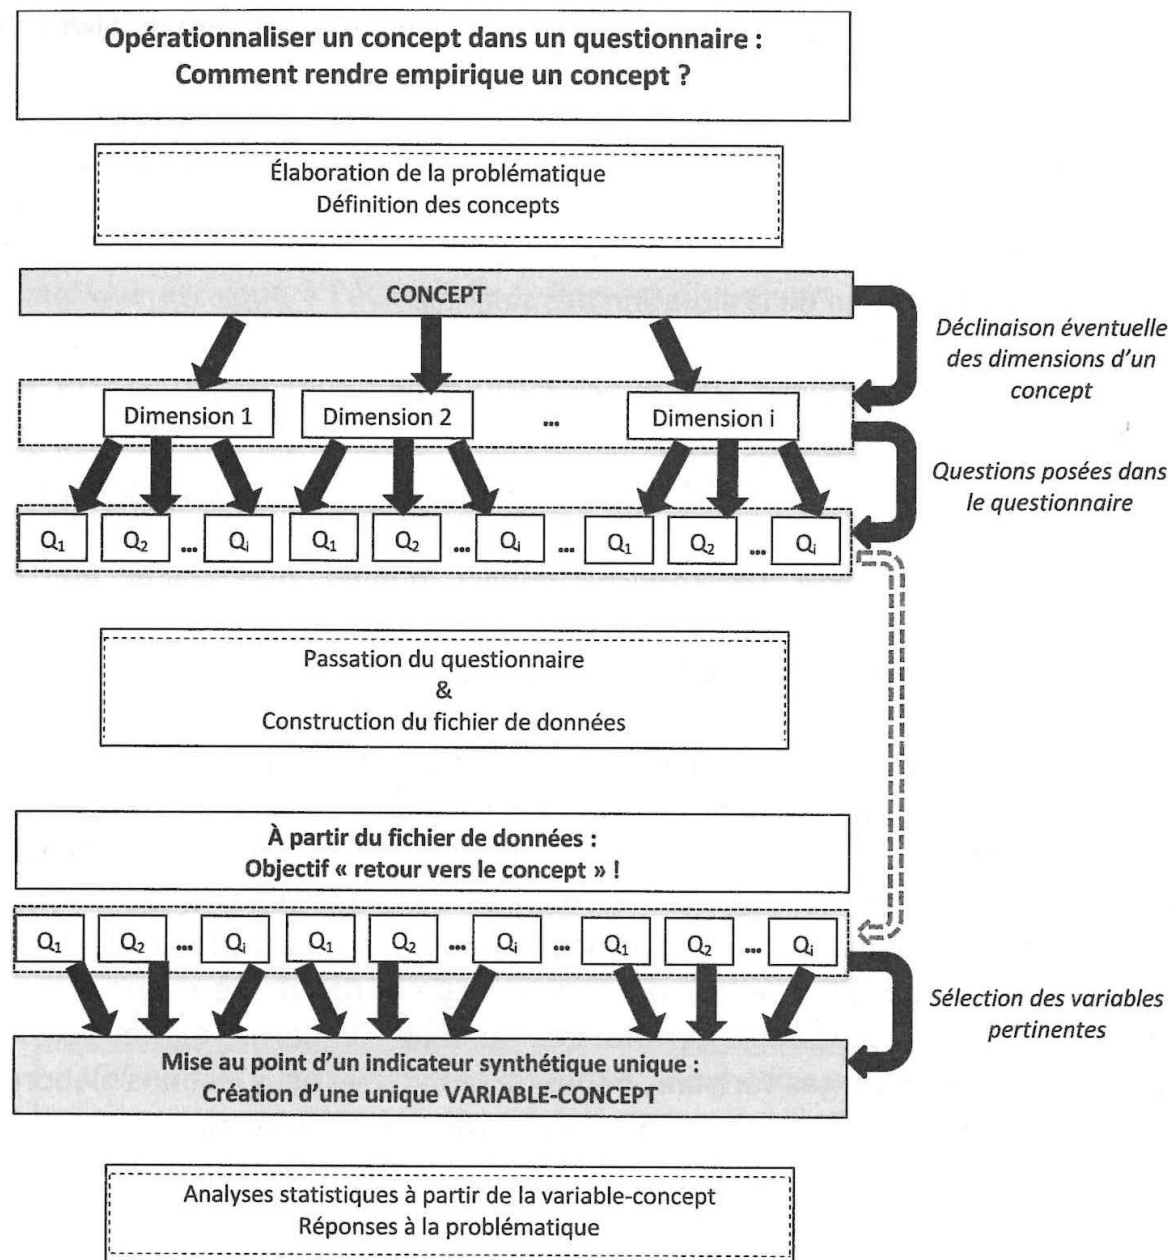 Opérationnaliser un concept dans un questionnaire :
Comment rendre empirique un concept ?
Élaboration de la problématique
Définition des concepts
CONCEPT
Déclinaison éventuelle
des dimensions d'un
concept
Dimension 1 Dimension 2 ... Dimension i
Questions posées dans
le questionnaire
Q₁ Q₂ ... Qᵢ Q₁ Q₂ ... Qᵢ ... Q₁ Q₂ ... Qᵢ
Passation du questionnaire
&
Construction du fichier de données
À partir du fichier de données :
Objectif « retour vers le concept » !
Q₁ Q₂ ... Qᵢ Q₁ Q₂ ... Qᵢ ... Q₁ Q₂ ... Qᵢ
Sélection des variables
pertinentes
Mise au point d'un indicateur synthétique unique :
Création d'une unique VARIABLE-CONCEPT
Analyses statistiques à partir de la variable-concept
Réponses à la problématique